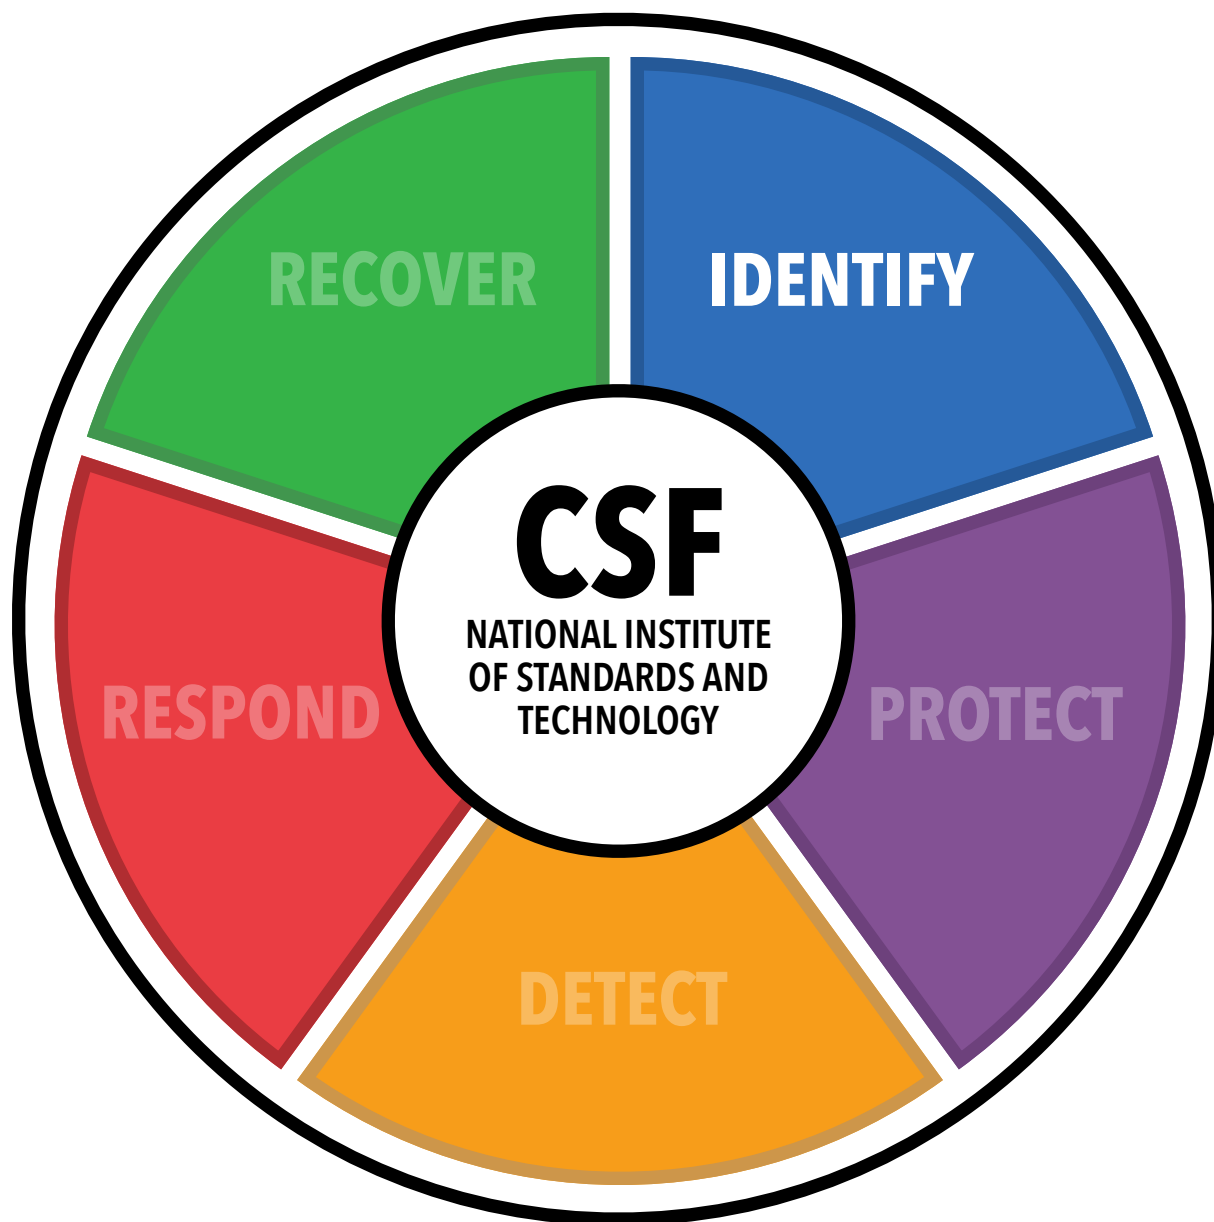 RECOVER
IDENTIFY
CSF
NATIONAL INSTITUTE
OF STANDARDS AND
TECHNOLOGY
RESPOND
PROTECT
DETECT